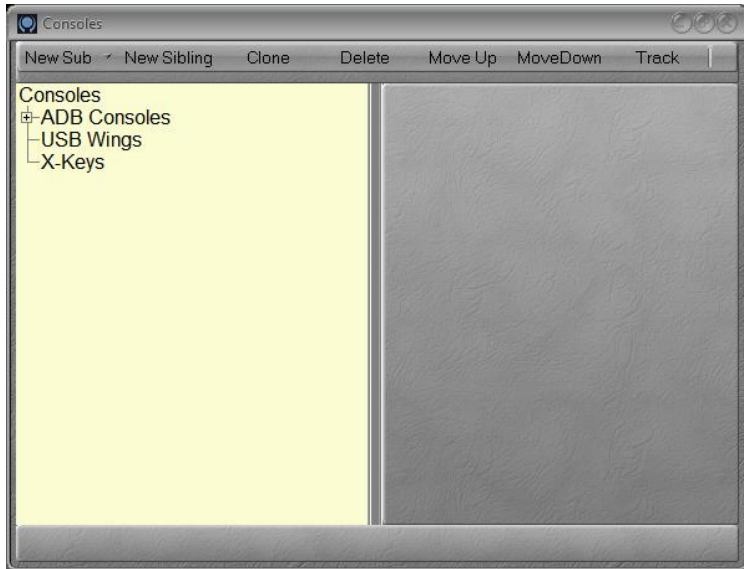 Consoles
New Sub New Sibling Clone Delete Move Up MoveDown Track
Consoles
ADB Consoles
USB Wings
X-Keys